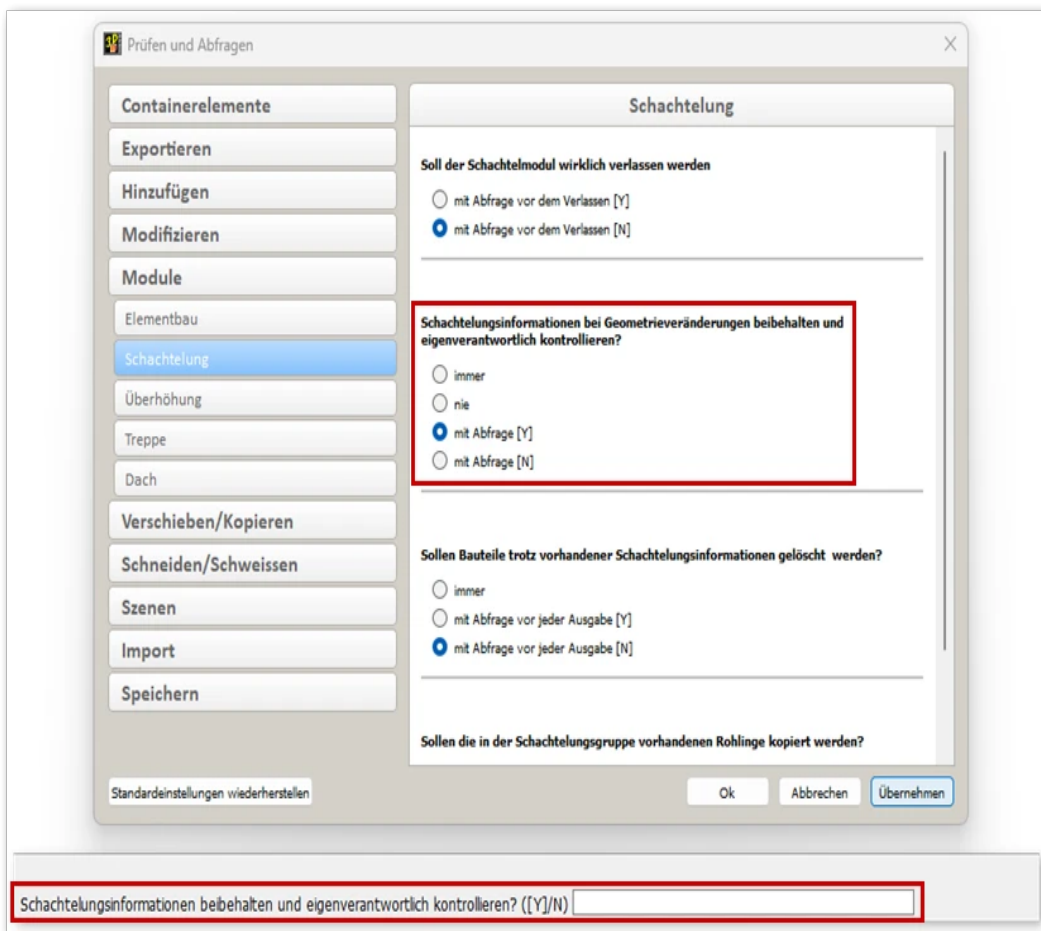 Prüfen und Abfragen
Containerelemente
Exportieren
Hinzufügen
Modifizieren
Module
Elementbau
Schachtelung
Überhöhung
Treppe
Dach
Verschieben/Kopieren
Schneiden/Schweissen
Szenen
Import
Speichern
Schachtelung
Soll der Schachtelmodul wirklich verlassen werden
mit Abfrage vor dem Verlassen [Y]
mit Abfrage vor dem Verlassen [N]
Schachtelungsinformationen bei Geometrieveränderungen beibehalten und
eigenverantwortlich kontrollieren?
immer
nie
mit Abfrage [Y]
mit Abfrage [N]
Sollen Bauteile trotz vorhandener Schachtelungsinformationen gelöscht werden?
immer
mit Abfrage vor jeder Ausgabe [Y]
mit Abfrage vor jeder Ausgabe [N]
Sollen die in der Schachtelungsgruppe vorhandenen Rohlinge kopiert werden?
Standardeinstellungen wiederherstellen
Ok
Abbrechen
Übernehmen
Schachtelungsinformationen beibehalten und eigenverantwortlich kontrollieren? ([Y]/N)